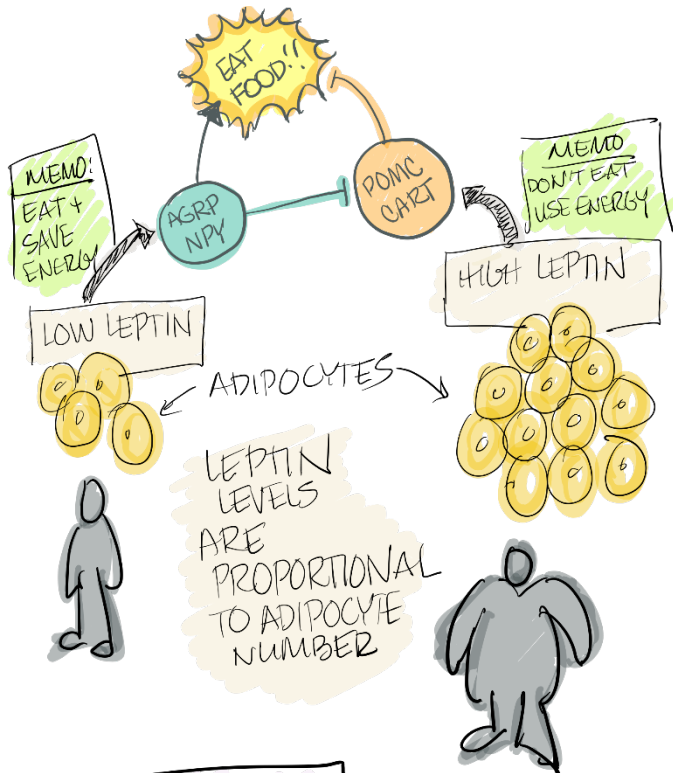 EAT
FOOD!!
MEMO:
EAT +
SAVE
ENERGY
AGRP
NPY
POMC
CART
MEMO
DON'T EAT
USE ENERGY
LOW LEPTIN
HIGH LEPTIN
ADIPOCYTES
LEPTIN
LEVELS
ARE
PROPORTIONAL
TO ADIPOCYTE
NUMBER